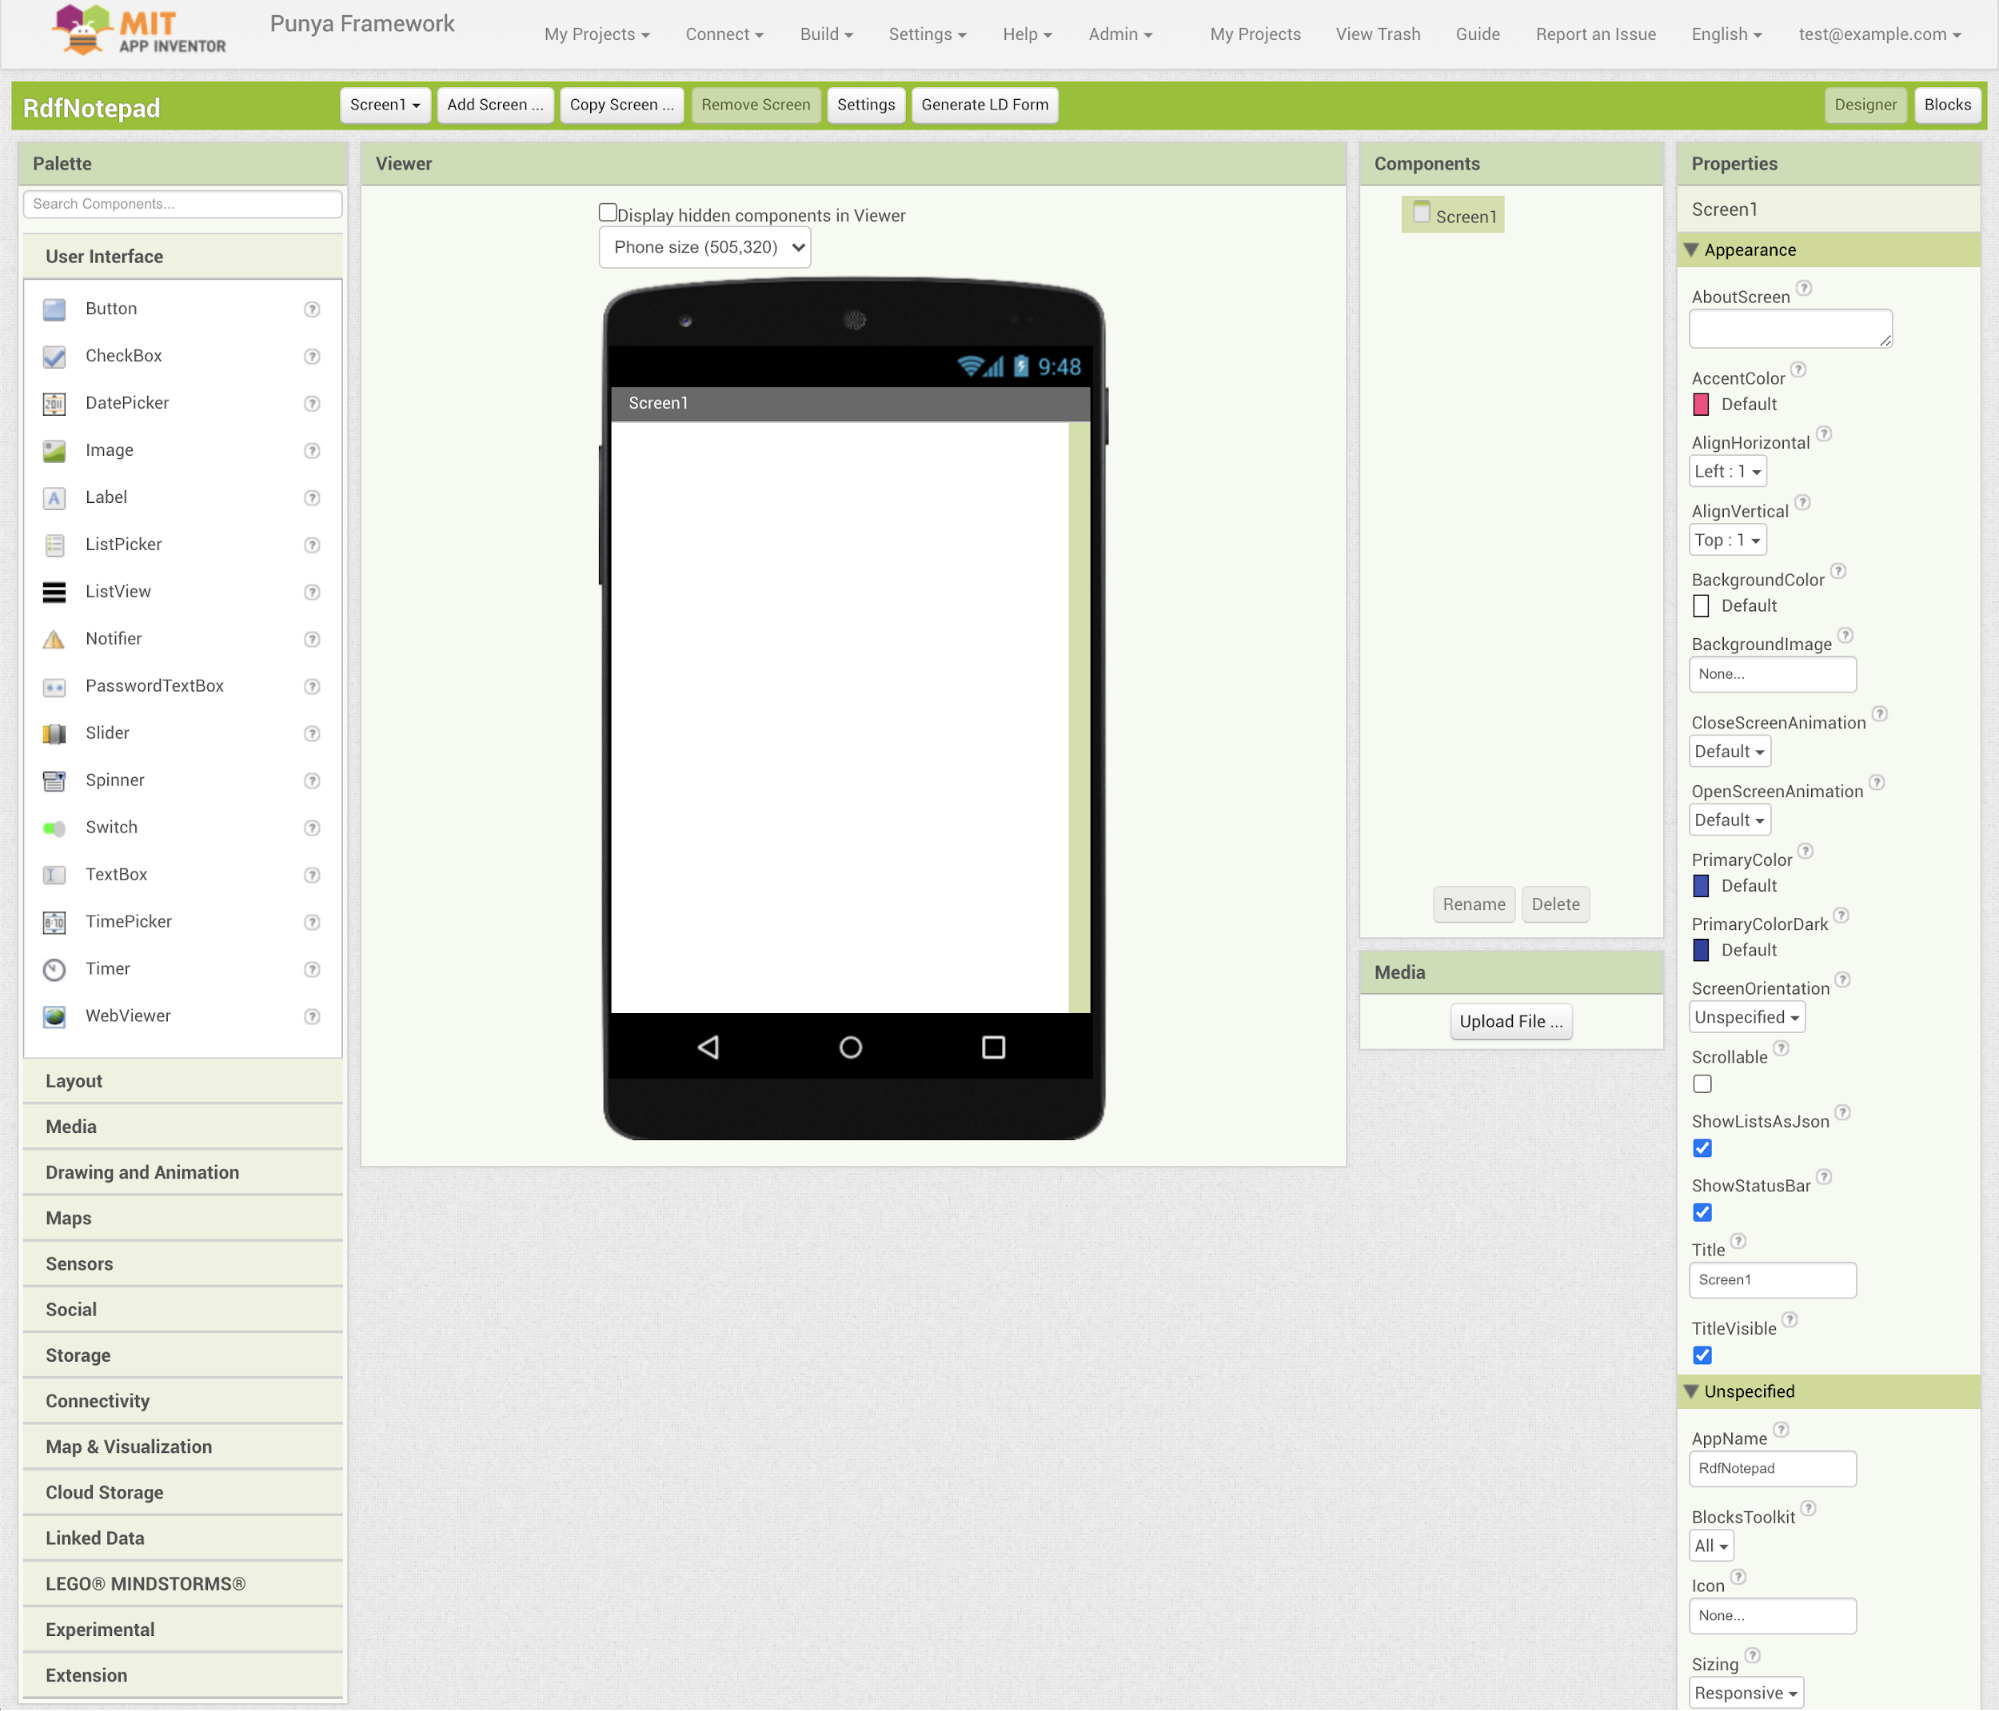 MIT
APP INVENTOR
Punya Framework
My Projects
Connect
Build
Settings
Help
Admin
My Projects
View Trash
Guide
Report an Issue
English
test@example.com
RdfNotepad
Screen1
Add Screen ...
Copy Screen ...
Remove Screen
Settings
Generate LD Form
Designer
Blocks
Palette
Search Components...
User Interface
Button
?
CheckBox
?
DatePicker
?
Image
?
Label
?
ListPicker
?
ListView
?
Notifier
?
PasswordTextBox
?
Slider
?
Spinner
?
Switch
?
TextBox
?
TimePicker
?
Timer
?
WebViewer
?
Layout
Media
Drawing and Animation
Maps
Sensors
Social
Storage
Connectivity
Map & Visualization
Cloud Storage
Linked Data
LEGO® MINDSTORMS®
Experimental
Extension
Viewer
Display hidden components in Viewer
Phone size (505,320)
9:48
Screen1
Components
Screen1
Rename
Delete
Media
Upload File ...
Properties
Screen1
Appearance
AboutScreen ?
AccentColor ?
Default
AlignHorizontal ?
Left : 1
AlignVertical ?
Top : 1
BackgroundColor ?
Default
BackgroundImage ?
None...
CloseScreenAnimation ?
Default
OpenScreenAnimation ?
Default
PrimaryColor ?
Default
PrimaryColorDark ?
Default
ScreenOrientation ?
Unspecified
Scrollable ?
ShowListsAsJson ?
ShowStatusBar ?
Title ?
Screen1
TitleVisible ?
Unspecified
AppName ?
RdfNotepad
BlocksToolkit ?
All
Icon ?
None...
Sizing ?
Responsive